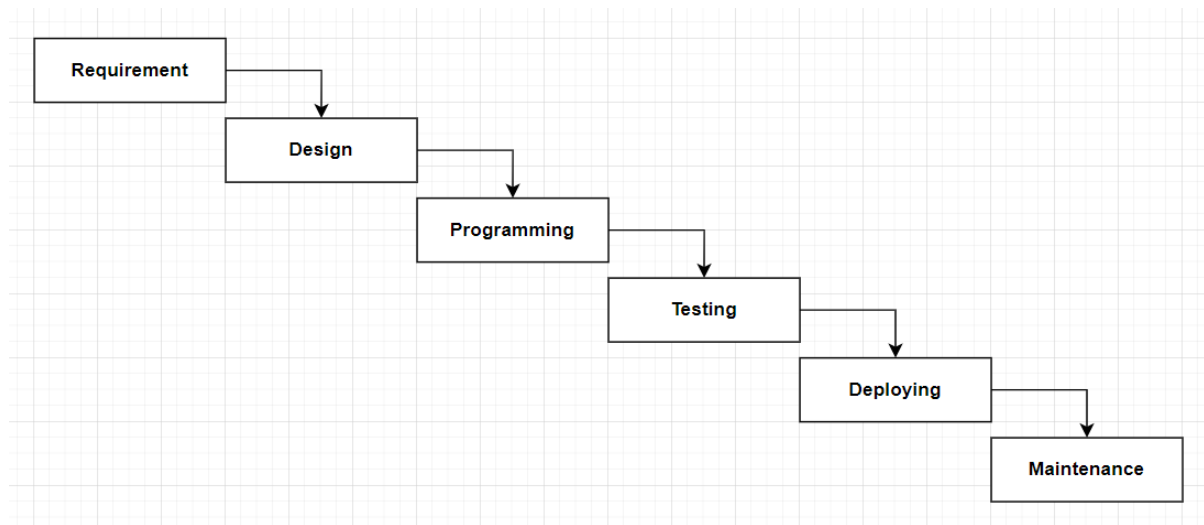 Requirement
Design
Programming
Testing
Deploying
Maintenance